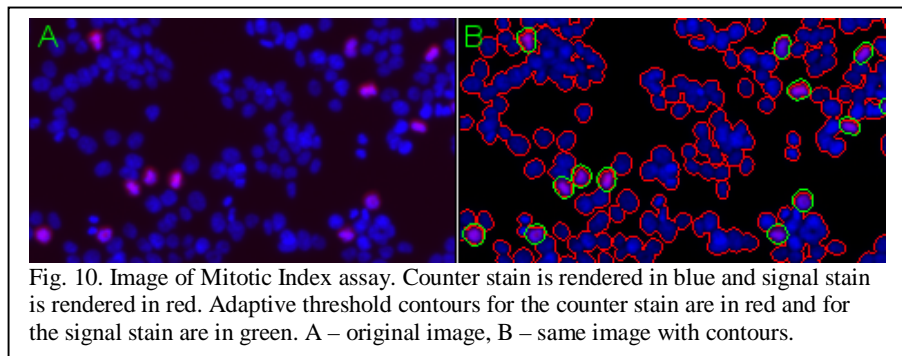 A B
Fig. 10. Image of Mitotic Index assay. Counter stain is rendered in blue and signal stain
is rendered in red. Adaptive threshold contours for the counter stain are in red and for
the signal stain are in green. A – original image, B – same image with contours.